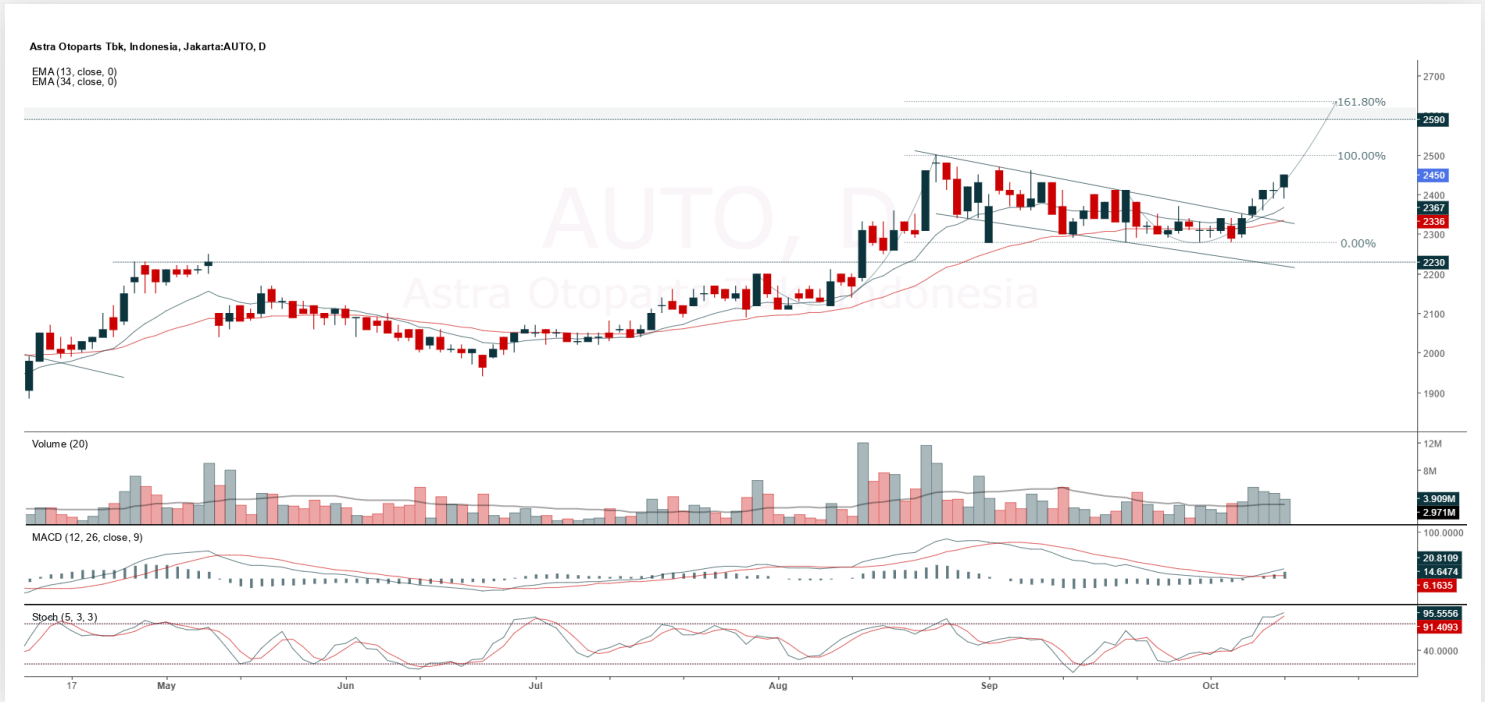 Astra Otoparts Tbk, Indonesia, Jakarta:AUTO, D
EMA (13, close, 0)
EMA (34, close, 0)
AUTO, D
Astra Otoparts Tbk, Indonesia
2700
161.80%
2590
2500
100.00%
2450
2400
2367
2336
2300
0.00%
2230
2200
2100
2000
1900
Volume (20)
12M
8M
3.909M
2.971M
MACD (12, 26, close, 9)
100.0000
20.8109
14.6474
6.1635
Stoch (5, 3, 3)
95.5556
91.4093
40.0000
17 May Jun Jul Aug Sep Oct